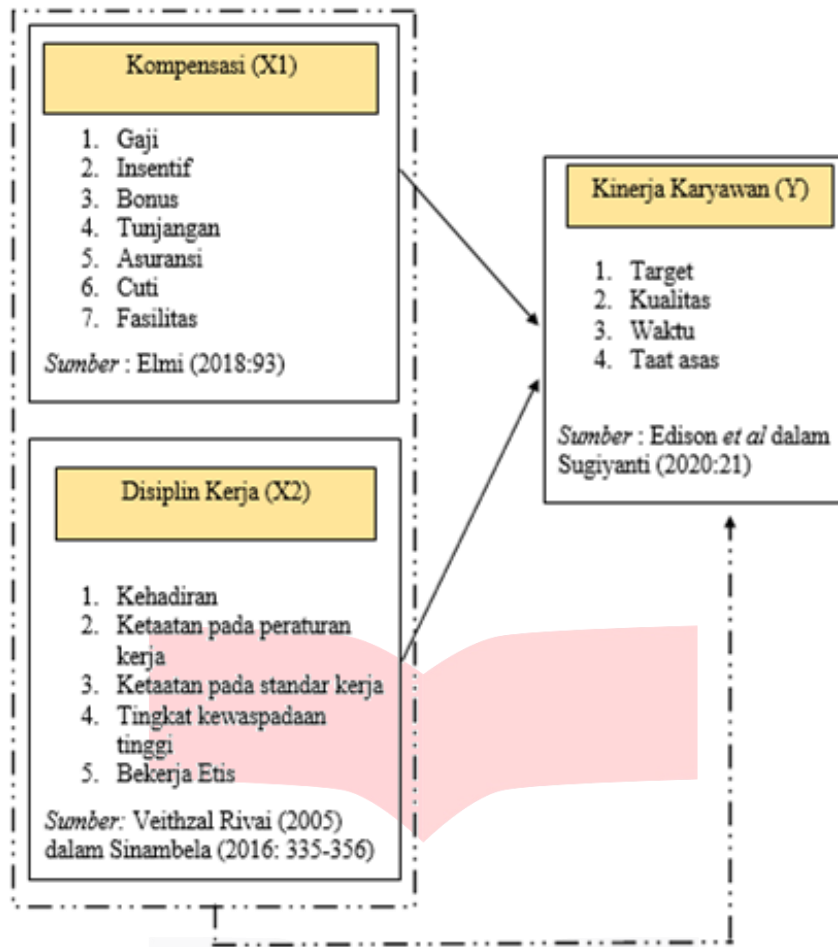 Kompensasi (X1)
1. Gaji
2. Insentif
3. Bonus
4. Tunjangan
5. Asuransi
6. Cuti
7. Fasilitas
Sumber : Elmi (2018:93)
Disiplin Kerja (X2)
1. Kehadiran
2. Ketaatan pada peraturan
kerja
3. Ketaatan pada standar kerja
4. Tingkat kewaspadaan
tinggi
5. Bekerja Etis
Sumber: Veithzal Rivai (2005)
dalam Sinambela (2016: 335-356)
Kinerja Karyawan (Y)
1. Target
2. Kualitas
3. Waktu
4. Taat asas
Sumber : Edison et al dalam
Sugiyanti (2020:21)